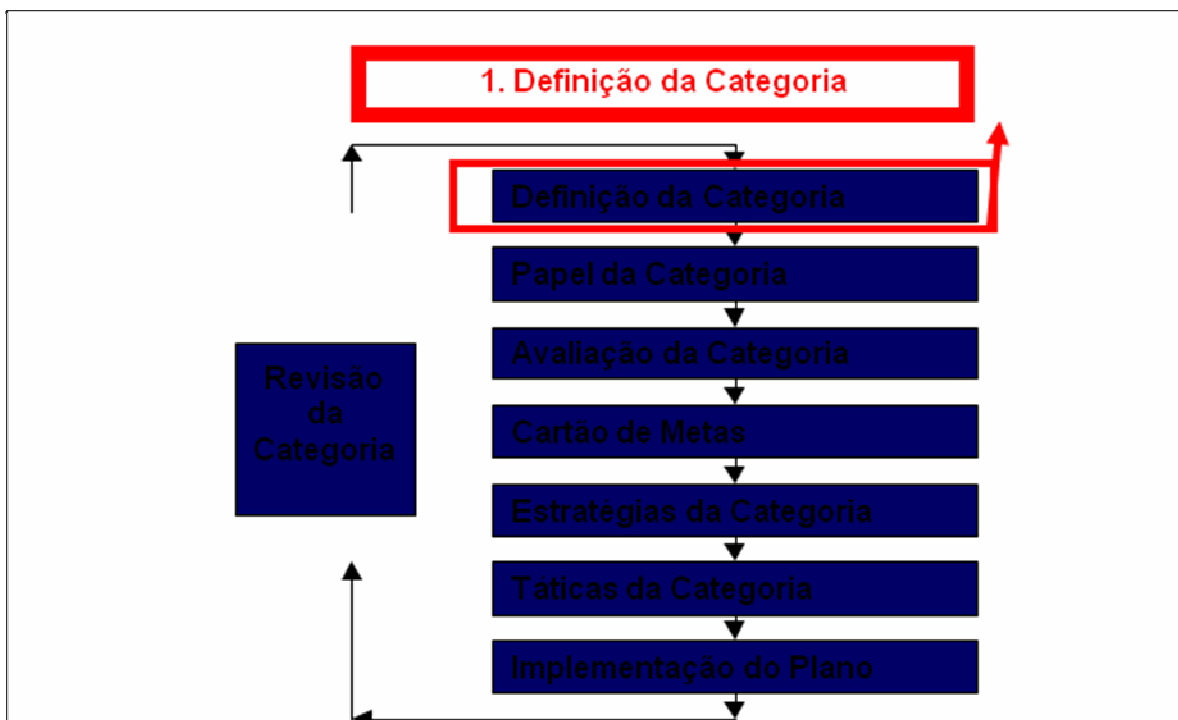 1. Definição da Categoria
Definição da Categoria
Papel da Categoria
Avaliação da Categoria
Cartão de Metas
Estratégias da Categoria
Táticas da Categoria
Implementação do Plano
Revisão
da
Categoria